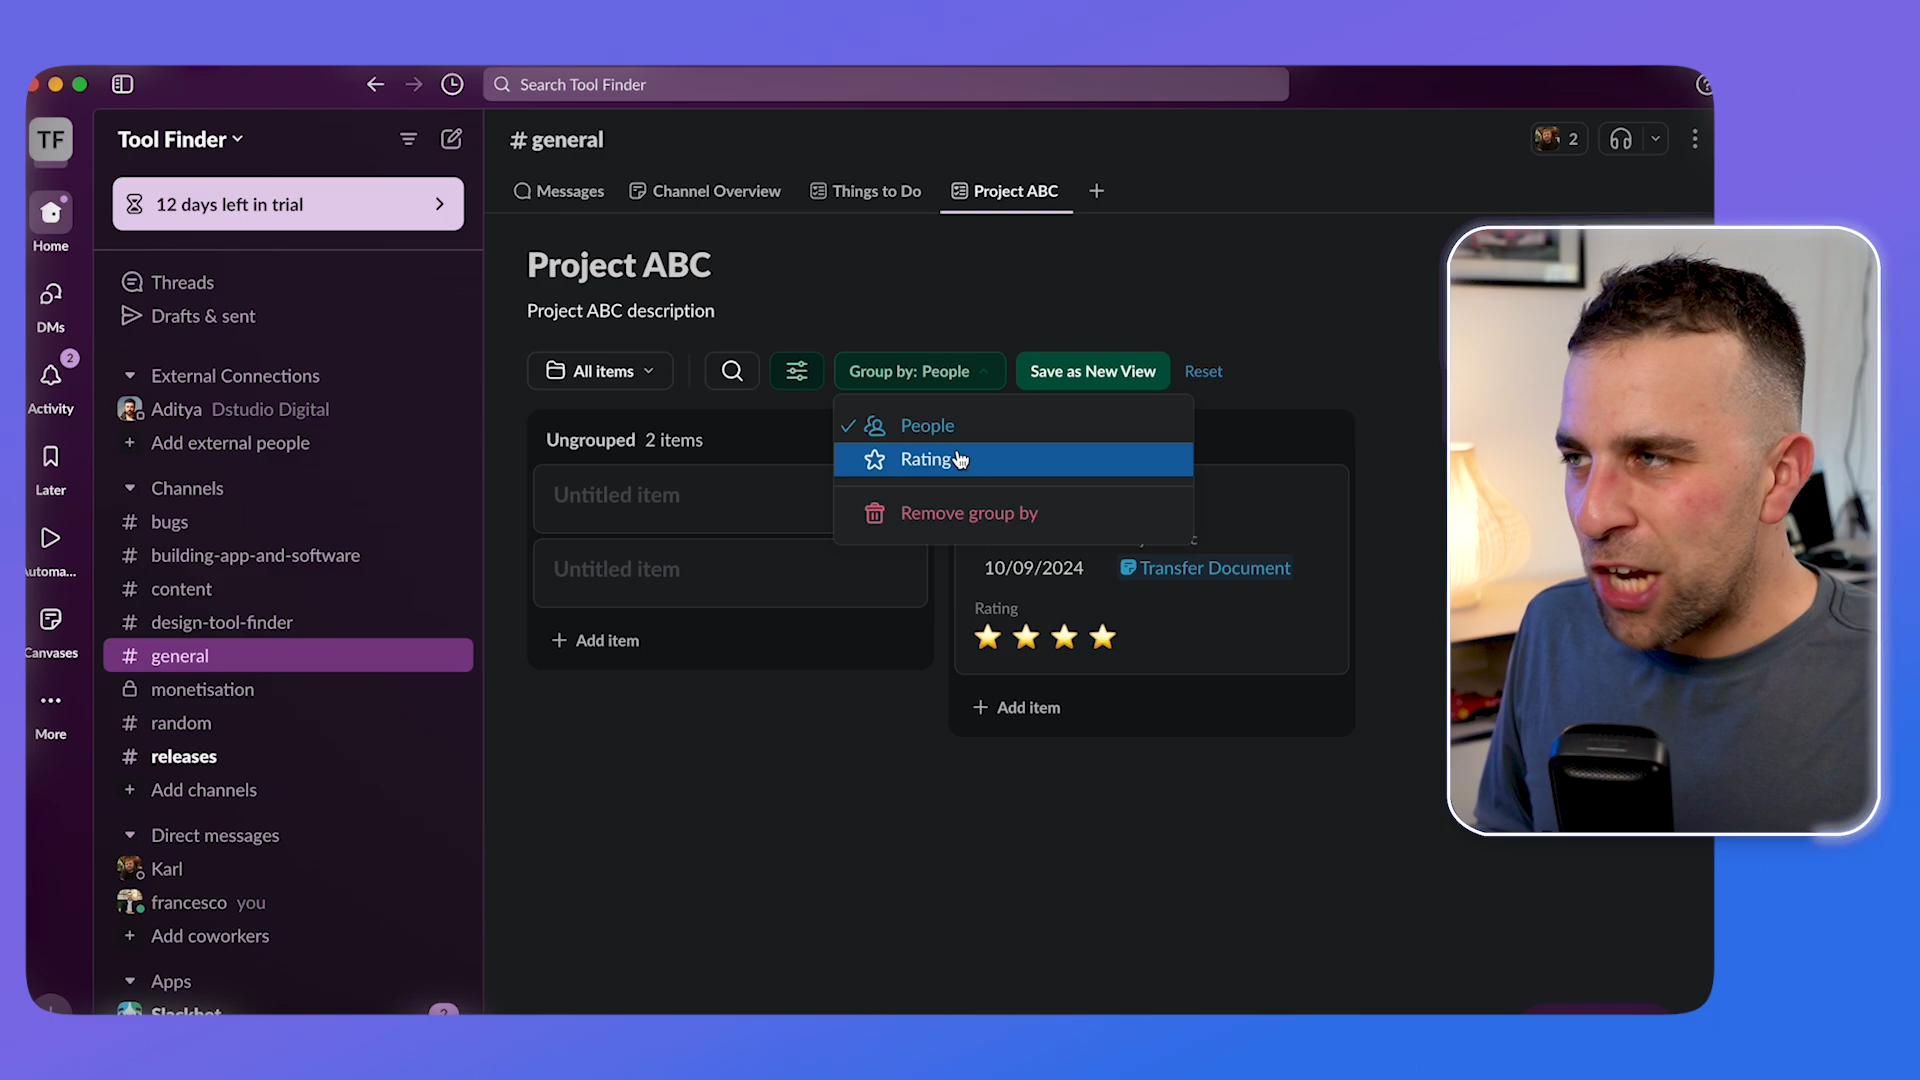 Search Tool Finder
TF
Tool Finder
12 days left in trial
Home
DMs
2
Activity
Later
Canvases
More
Threads
Drafts & sent
External Connections
Aditya Dstudio Digital
Add external people
Channels
# bugs
# building-app-and-software
# content
# design-tool-finder
# general
monetisation
# random
# releases
+ Add channels
Direct messages
Karl
francesco you
+ Add coworkers
Apps
Slackbot
# general
2
Messages
Channel Overview
Things to Do
Project ABC
+
Project ABC
Project ABC description
All items
Group by: People
Save as New View
Reset
People
Rating
Remove group by
Ungrouped 2 items
Untitled item
Untitled item
+ Add item
10/09/2024
Transfer Document
Rating
+ Add item